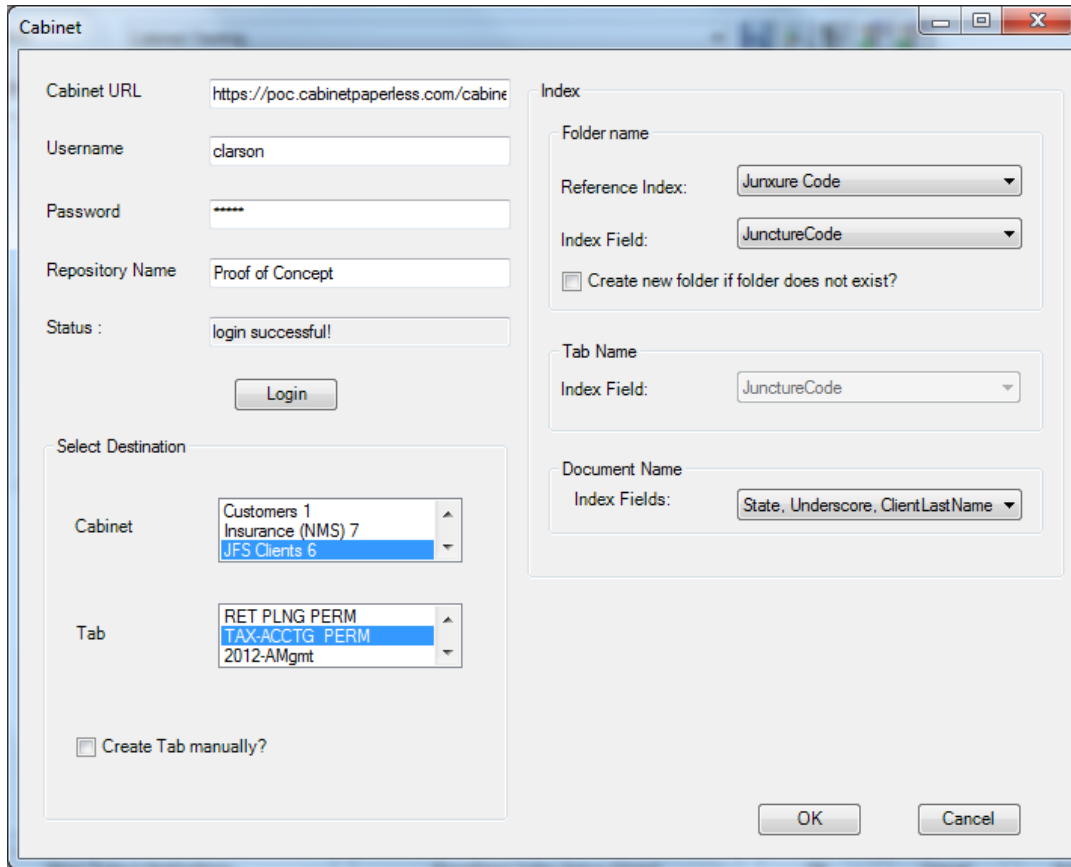 Cabinet
Cabinet URL
https://poc.cabinetpaperless.com/cabine
Username
clarson
Password
*****
Repository Name
Proof of Concept
Status :
login successful!
Login
Select Destination
Cabinet
Customers 1
Insurance (NMS) 7
JFS Clients 6
Tab
RET PLNG PERM
TAX-ACCTG PERM
2012-AMgmt
Create Tab manually?
Index
Folder name
Reference Index:
Junxure Code
Index Field:
JunctureCode
Create new folder if folder does not exist?
Tab Name
Index Field:
JunctureCode
Document Name
Index Fields:
State, Underscore, ClientLastName
OK
Cancel